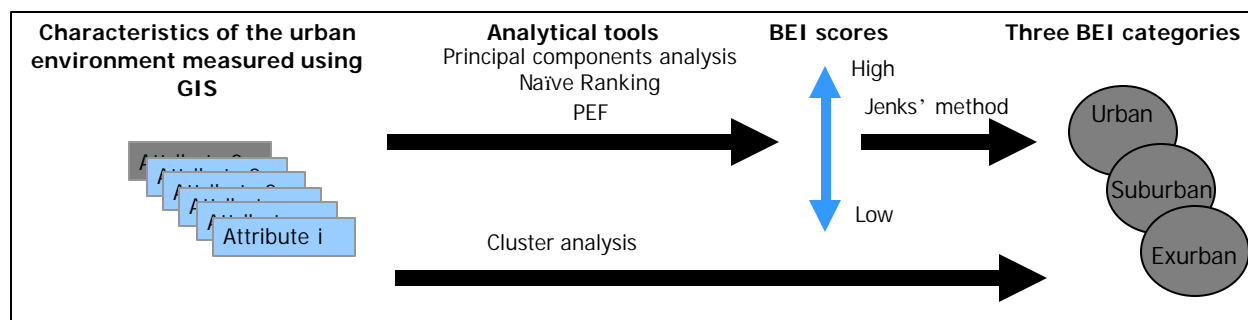 Characteristics of the urban
environment measured using
GIS
Analytical tools
Principal components analysis
Naïve Ranking
PEF
BEI scores
High
Low
Jenks’ method
Three BEI categories
Urban
Suburban
Exurban
Attribute i
Cluster analysis